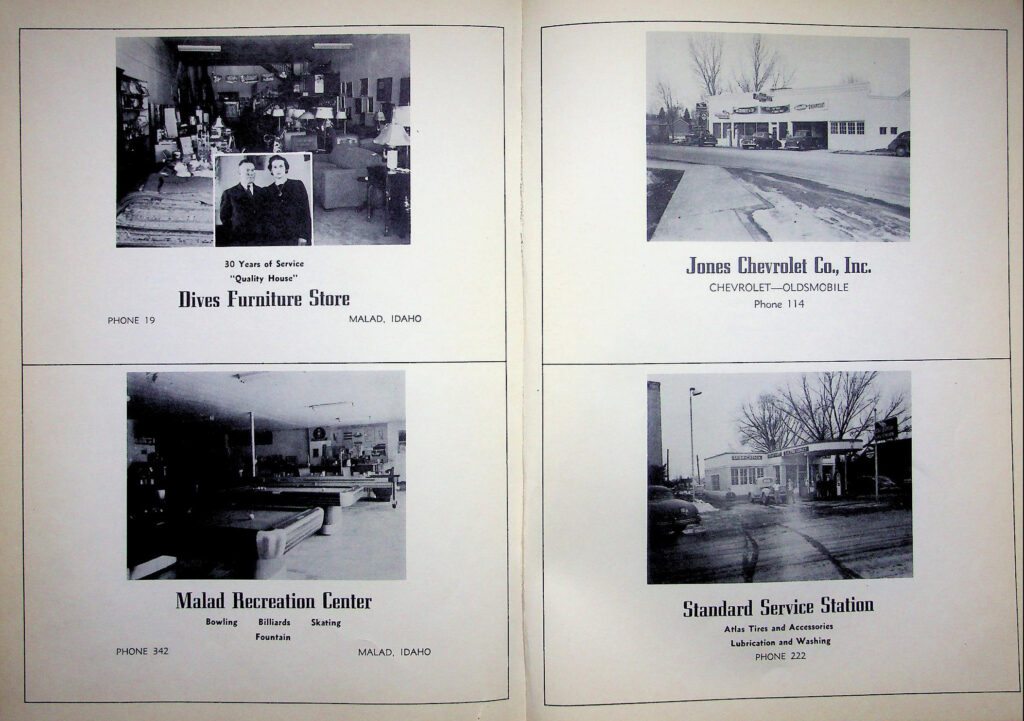 30 Years of Service
"Quality House"
Dives Furniture Store
PHONE 19 MALAD, IDAHO
Malad Recreation Center
Bowling Billiards Skating
Fountain
PHONE 342 MALAD, IDAHO
Jones Chevrolet Co., Inc.
CHEVROLET—OLDSMOBILE
Phone 114
LUBRICATION
Standard Service Station
Atlas Tires and Accessories
Lubrication and Washing
PHONE 222